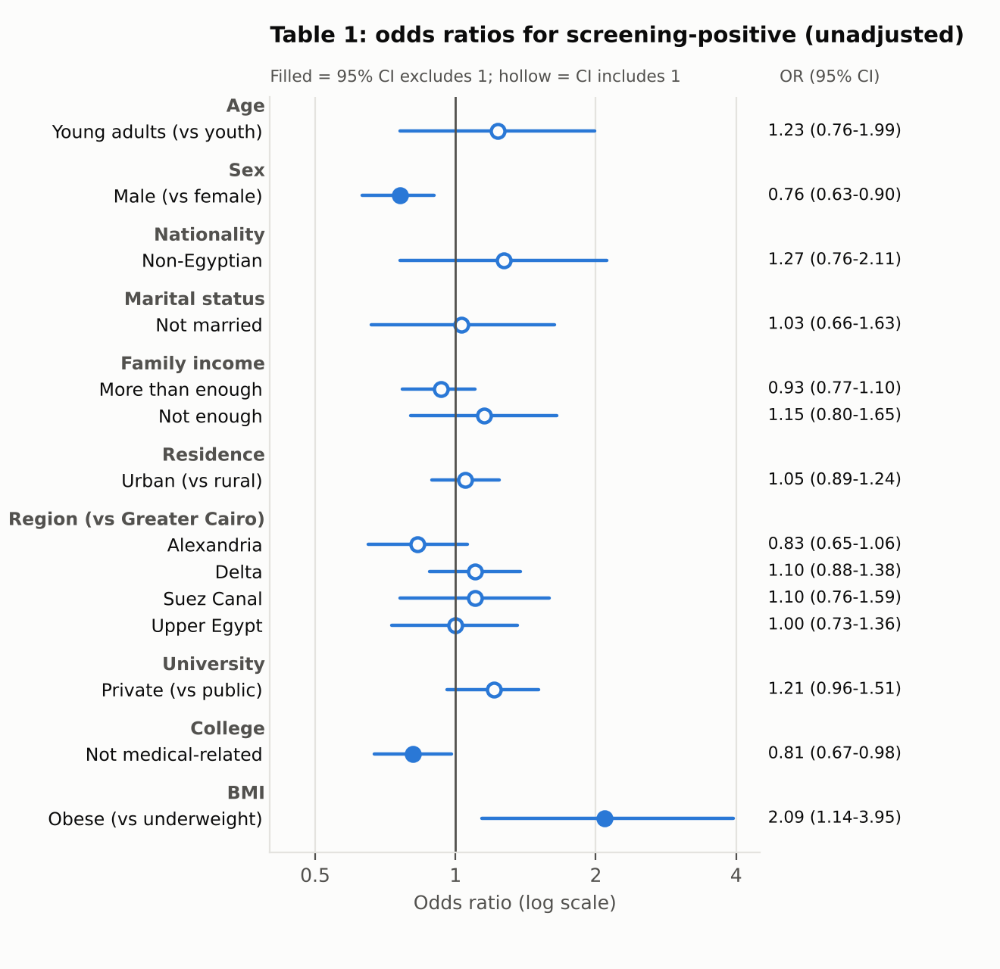 Table 1: odds ratios for screening-positive (unadjusted)
Filled = 95% CI excludes 1; hollow = CI includes 1 OR (95% CI)
Age
Young adults (vs youth) 1.23 (0.76-1.99)
Sex
Male (vs female) 0.76 (0.63-0.90)
Nationality
Non-Egyptian 1.27 (0.76-2.11)
Marital status
Not married 1.03 (0.66-1.63)
Family income
More than enough 0.93 (0.77-1.10)
Not enough 1.15 (0.80-1.65)
Residence
Urban (vs rural) 1.05 (0.89-1.24)
Region (vs Greater Cairo)
Alexandria 0.83 (0.65-1.06)
Delta 1.10 (0.88-1.38)
Suez Canal 1.10 (0.76-1.59)
Upper Egypt 1.00 (0.73-1.36)
University
Private (vs public) 1.21 (0.96-1.51)
College
Not medical-related 0.81 (0.67-0.98)
BMI
Obese (vs underweight) 2.09 (1.14-3.95)
0.5 1 2 4
Odds ratio (log scale)